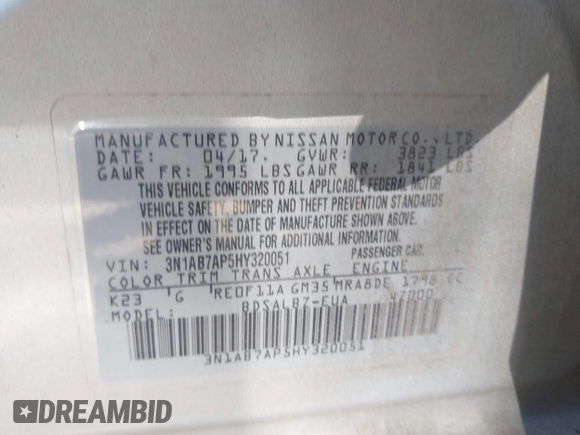 MANUFACTURED BY NISSAN MOTOR CO., LTD.
DATE: 04/17. GVWR: 3823 LBS
GAWR FR: 1995 LBS GAWR RR: 1841 LBS
THIS VEHICLE CONFORMS TO ALL APPLICABLE FEDERAL MOTOR
VEHICLE SAFETY, BUMPER AND THEFT PREVENTION STANDARDS
IN EFFECT ON THE DATE OF MANUFACTURE SHOWN ABOVE.
SEE OWNER'S MANUAL FOR ADDITIONAL INFORMATION.
VIN: 3N1AB7AP5HY320051 PASSENGER CAR.
COLOR TRIM TRANS AXLE ENGINE
K23 G RE0F11A GM35 MRA8DE 1798 CC
MODEL: BDSALBZ-EUA 47000
3N1AB7AP5HY320051
DREAMBID